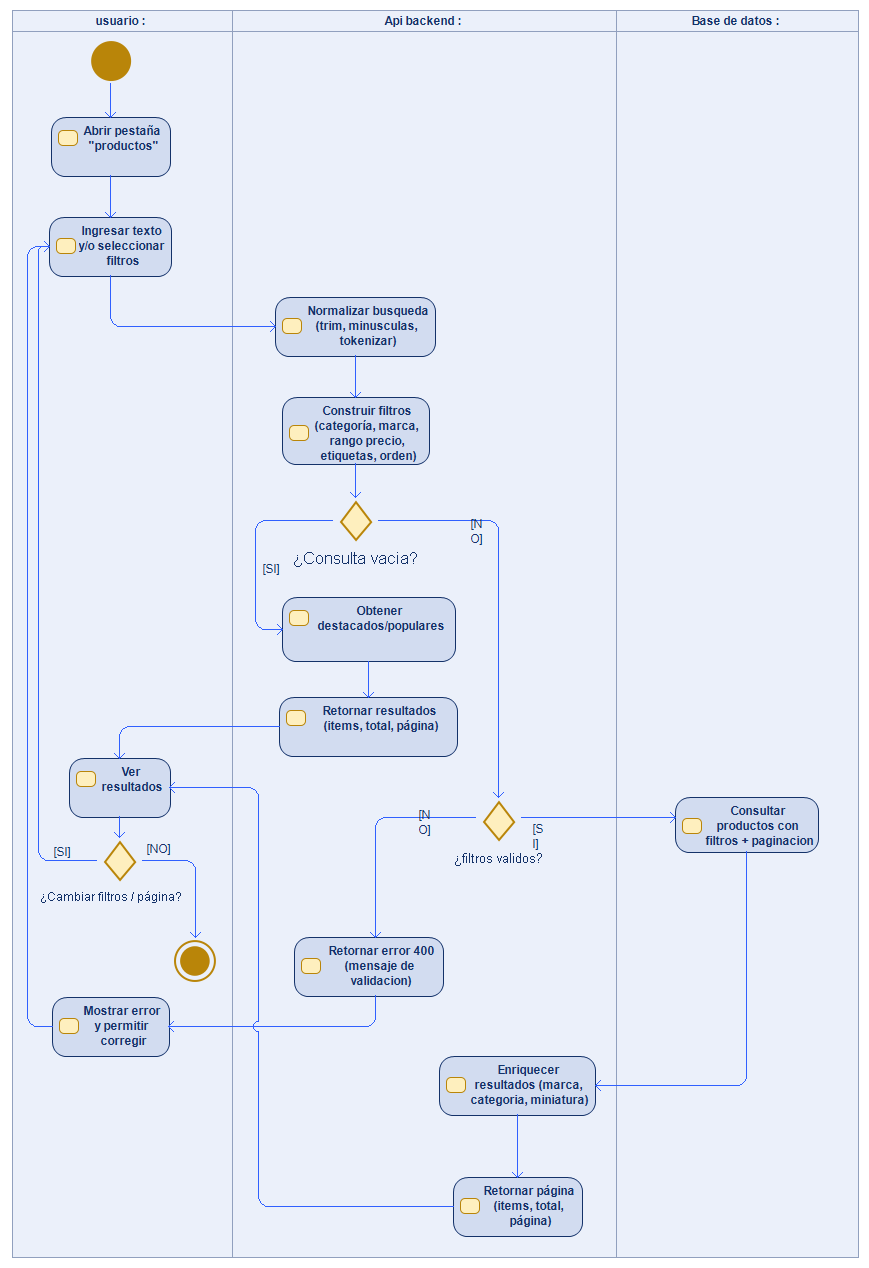 usuario :
Api backend :
Base de datos :
Abrir pestaña
"productos"
Ingresar texto
y/o seleccionar
filtros
Normalizar busqueda
(trim, minusculas,
tokenizar)
Construir filtros
(categoría, marca,
rango precio,
etiquetas, orden)
[N
O]
¿Consulta vacia?
[SI]
Obtener
destacados/populares
Retornar resultados
(items, total, página)
Ver
resultados
[SI]
[NO]
¿Cambiar filtros / página?
[N
O]
[S
I]
¿filtros validos?
Consultar
productos con
filtros + paginacion
Retornar error 400
(mensaje de
validacion)
Mostrar error
y permitir
corregir
Enriquecer
resultados (marca,
categoria, miniatura)
Retornar página
(items, total,
página)